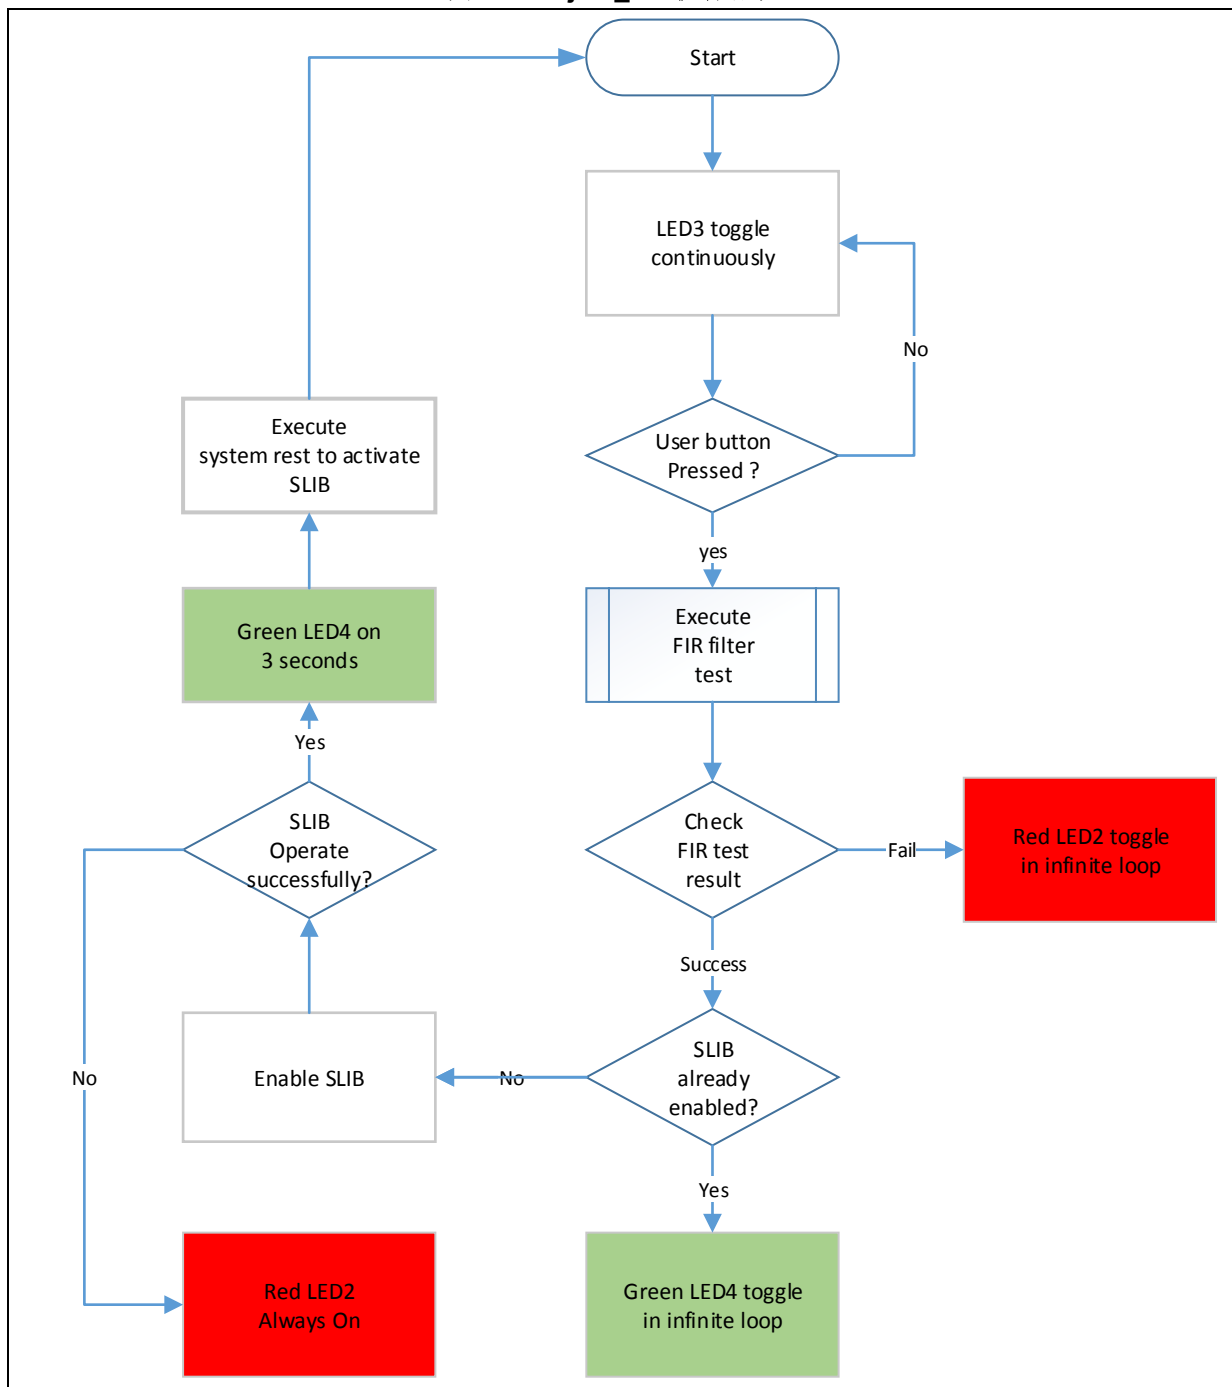 Start
LED3 toggle
continuously
No
User button
Pressed ?
yes
Execute
system rest to activate
SLIB
Green LED4 on
3 seconds
Execute
FIR filter
test
Yes
SLIB
Operate
successfully?
Check
FIR test
result
Fail
Red LED2 toggle
in infinite loop
Success
No
Enable SLIB
No
SLIB
already
enabled?
Yes
Red LED2
Always On
Green LED4 toggle
in infinite loop